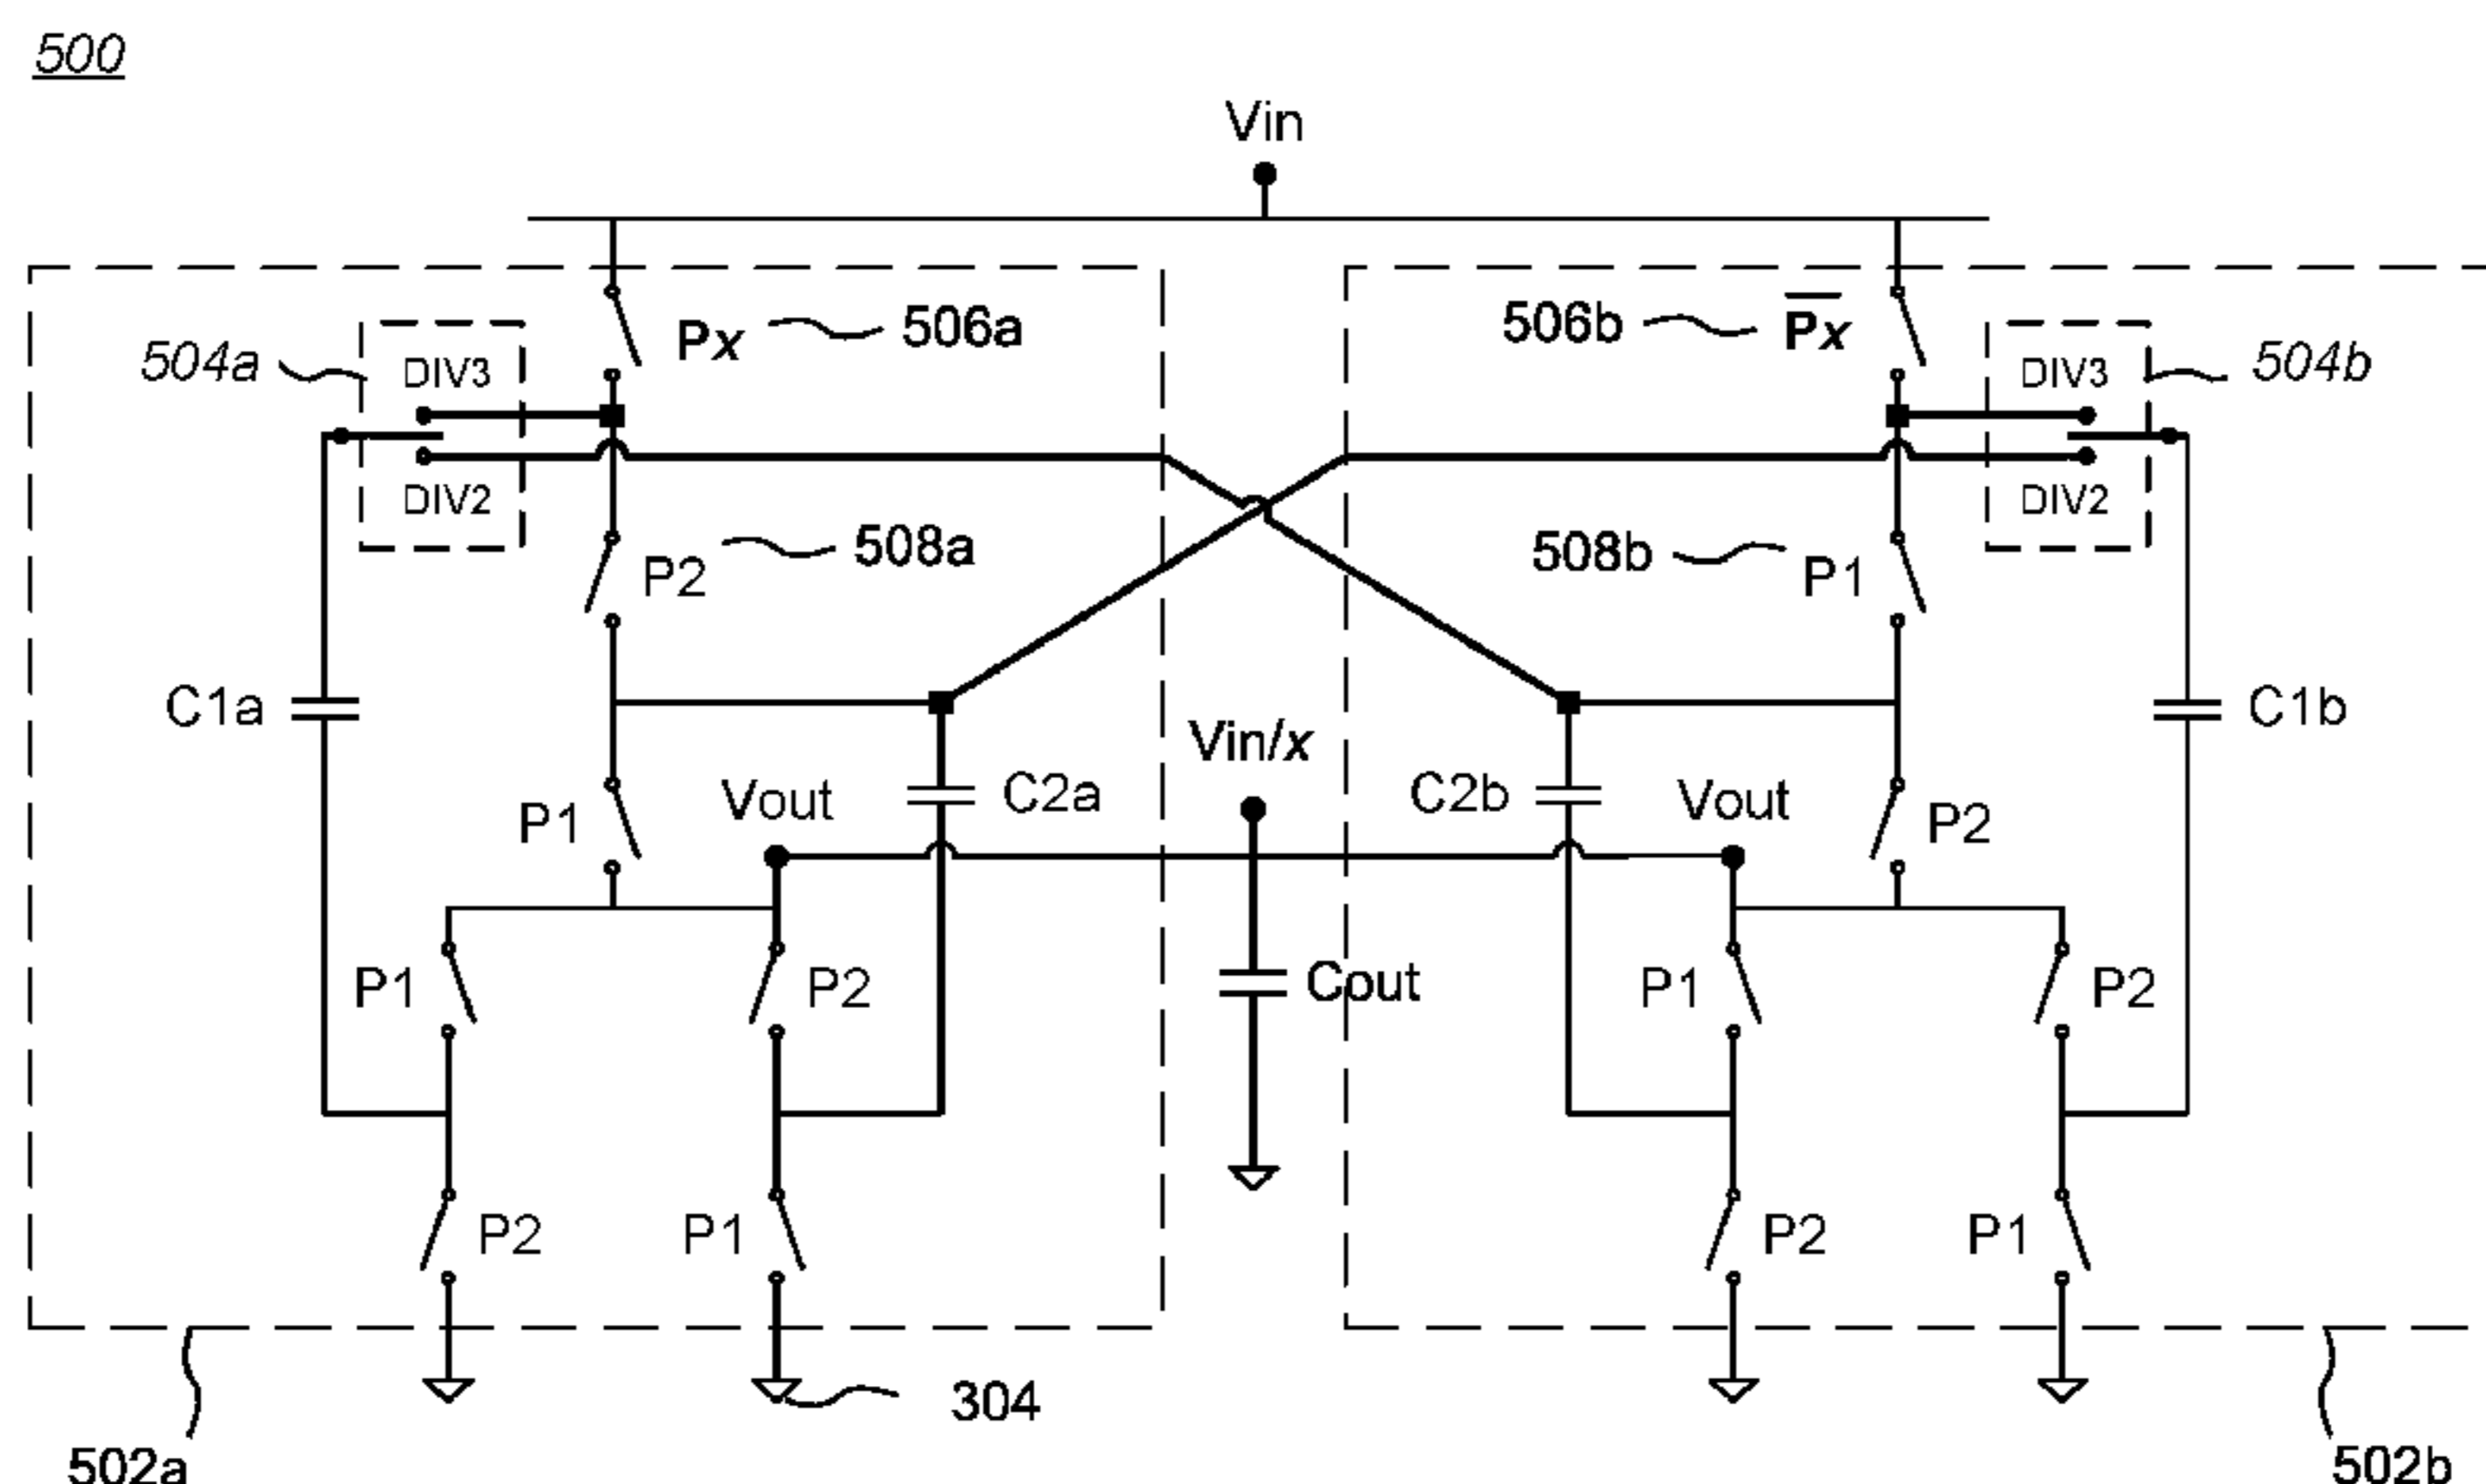 500
Vin
Px
506a
506b
Px
504a
DIV3
DIV3
504b
DIV2
DIV2
P2
508a
508b
P1
C1a
Vin/x
C1b
P1
Vout
C2a
C2b
Vout
P2
P1
P2
Cout
P1
P2
P2
P1
P2
P1
304
502a
502b